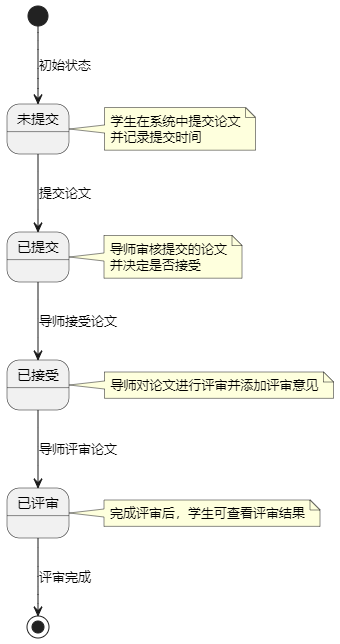 初始状态
未提交
学生在系统中提交论文
并记录提交时间
提交论文
已提交
导师审核提交的论文
并决定是否接受
导师接受论文
已接受
导师对论文进行评审并添加评审意见
导师评审论文
已评审
完成评审后，学生可查看评审结果
评审完成